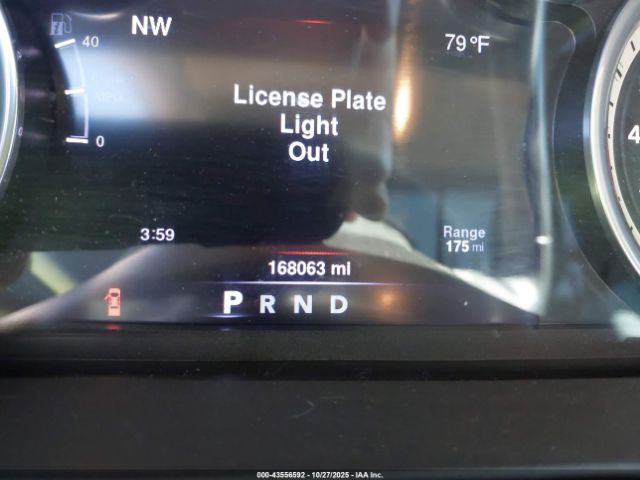 NW
79 °F
40
0
License Plate
Light
Out
3:59
Range
175 mi
168063 mi
P R N D
4
000-43556592 - 10/27/2025 - IAA Inc.